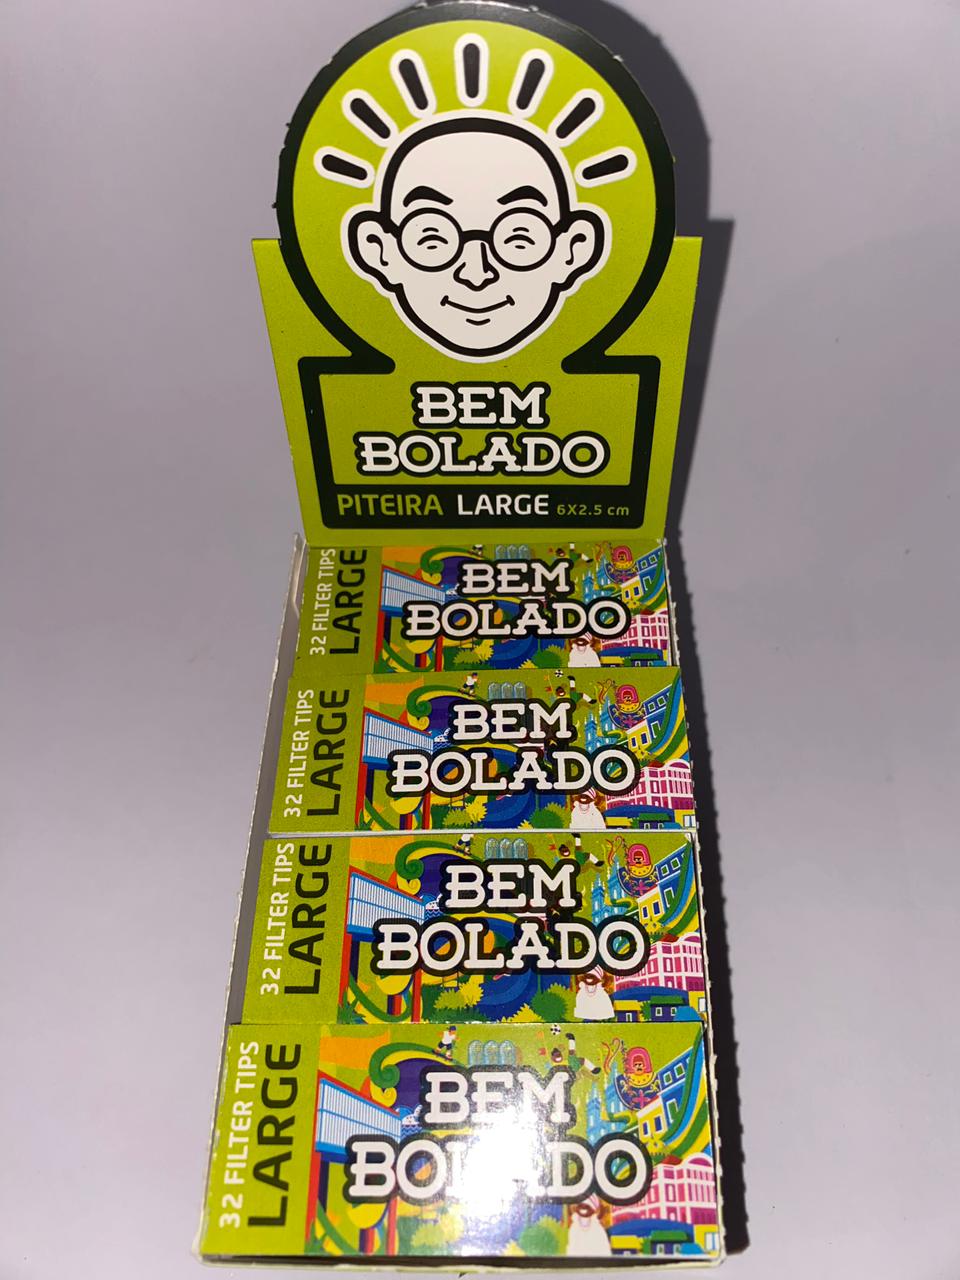 BEM
BOLADO
PITEIRA LARGE 6X2.5 cm
32 FILTER TIPS
LARGE
BEM
BOLADO
32 FILTER TIPS
LARGE
BEM
BOLADO
32 FILTER TIPS
LARGE
BEM
BOLADO
32 FILTER TIPS
LARGE
BEM
BOLADO